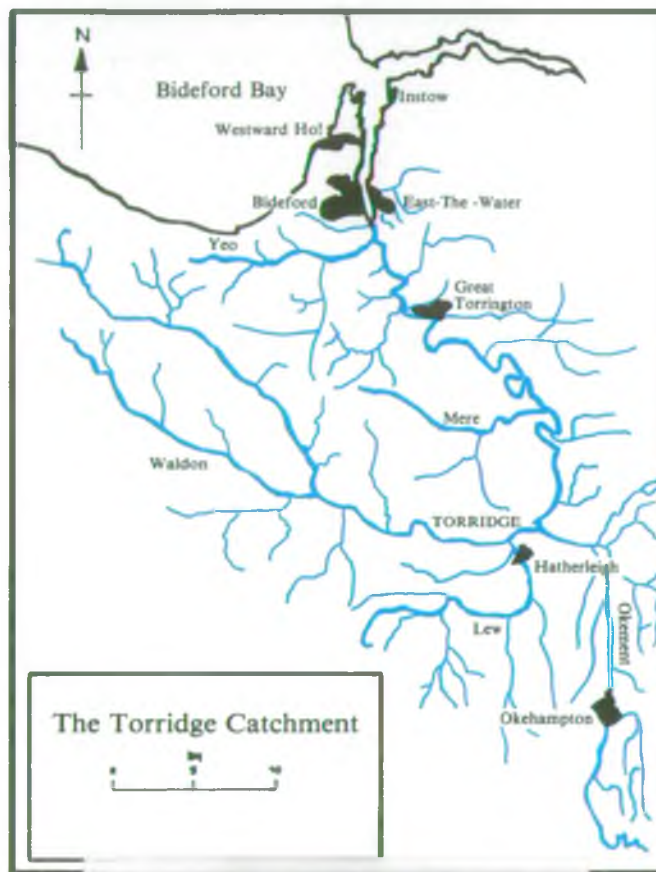 N
Bideford Bay
Instow
Westward Ho!
Bideford
East-The -Water
Yeo
Great
Torrington
Mere
Waldon
TORRIDGE
Hatherleigh
Lew
Okement
Okehampton
The Torridge Catchment